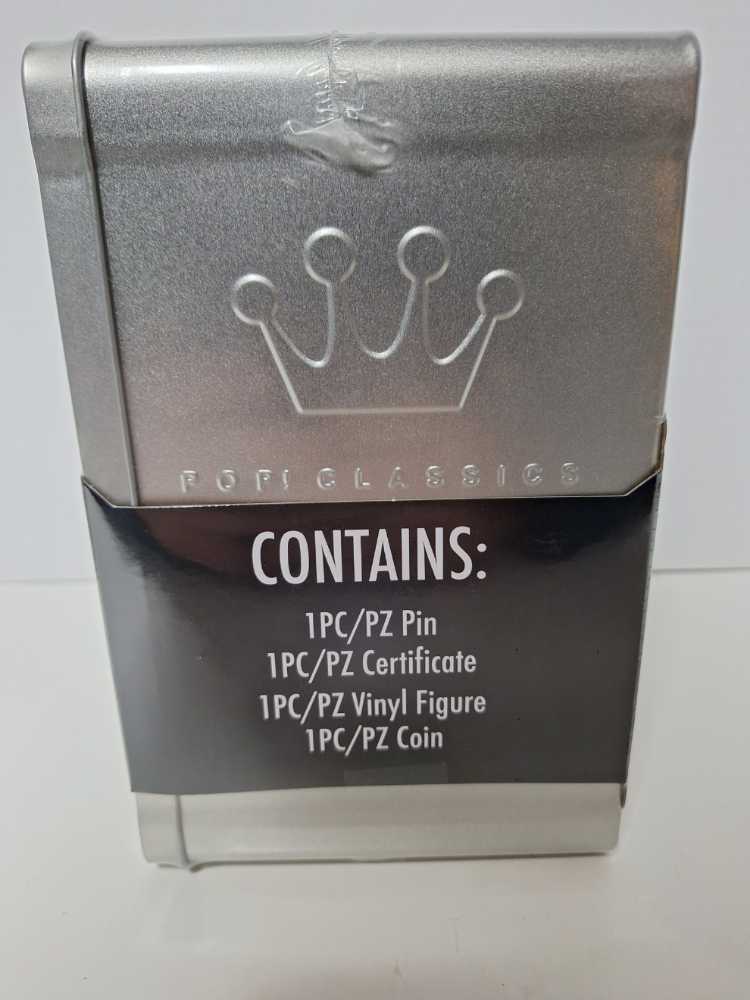 POP! CLASSICS
CONTAINS:
1PC/PZ Pin
1PC/PZ Certificate
1PC/PZ Vinyl Figure
1PC/PZ Coin